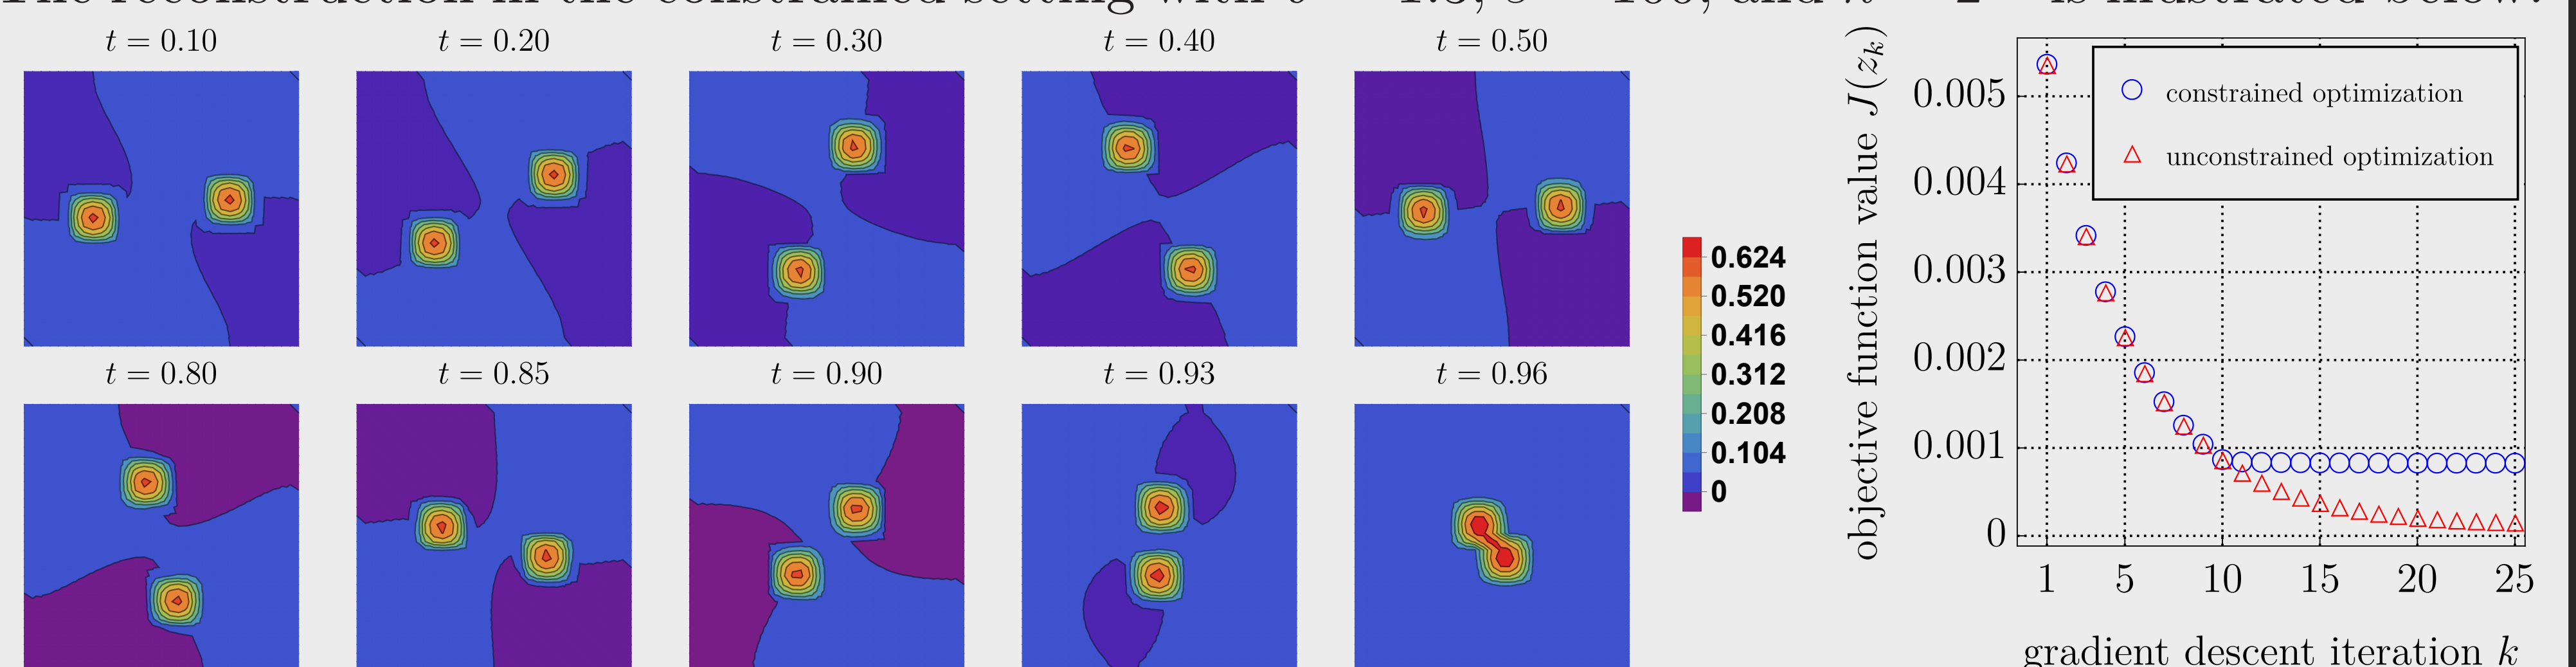 t = 0.10
t = 0.20
t = 0.30
t = 0.40
t = 0.50
t = 0.80
t = 0.85
t = 0.90
t = 0.93
t = 0.96
0.624
0.520
0.416
0.312
0.208
0.104
0
objective function value J(z_k)
constrained optimization
unconstrained optimization
0.005
0.004
0.003
0.002
0.001
0
1 5 10 15 20 25
gradient descent iteration k